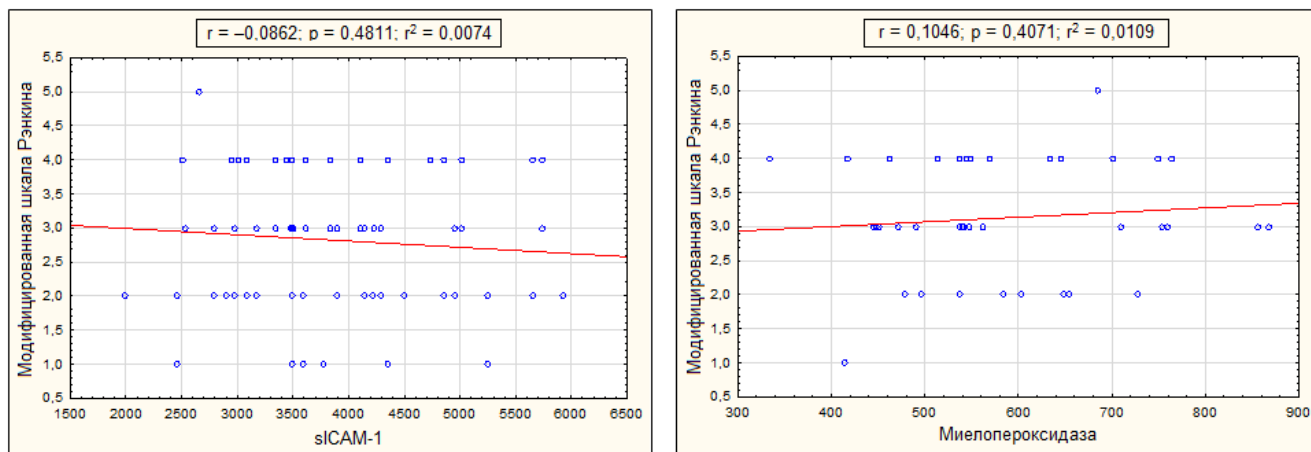 r = –0,0862; p = 0,4811; r² = 0,0074
Модифицированная шкала Рэнкина
5,5
5,0
4,5
4,0
3,5
3,0
2,5
2,0
1,5
1,0
0,5
1500 2000 2500 3000 3500 4000 4500 5000 5500 6000 6500
sICAM-1
r = 0,1046; p = 0,4071; r² = 0,0109
Модифицированная шкала Рэнкина
5,5
5,0
4,5
4,0
3,5
3,0
2,5
2,0
1,5
1,0
0,5
300 400 500 600 700 800 900
Миелопероксидаза